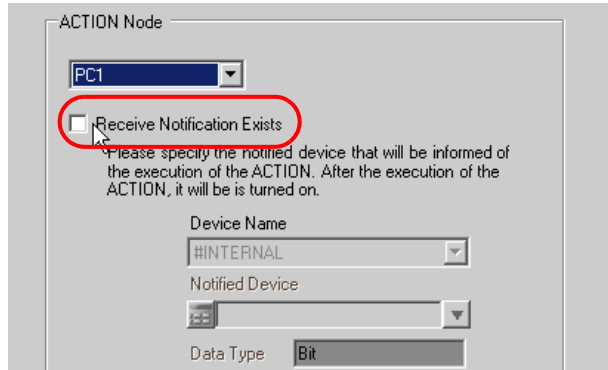 ACTION Node
PC1
Receive Notification Exists
Please specify the notified device that will be informed of
the execution of the ACTION. After the execution of the
ACTION, it will be is turned on.
Device Name
#INTERNAL
Notified Device
Data Type Bit